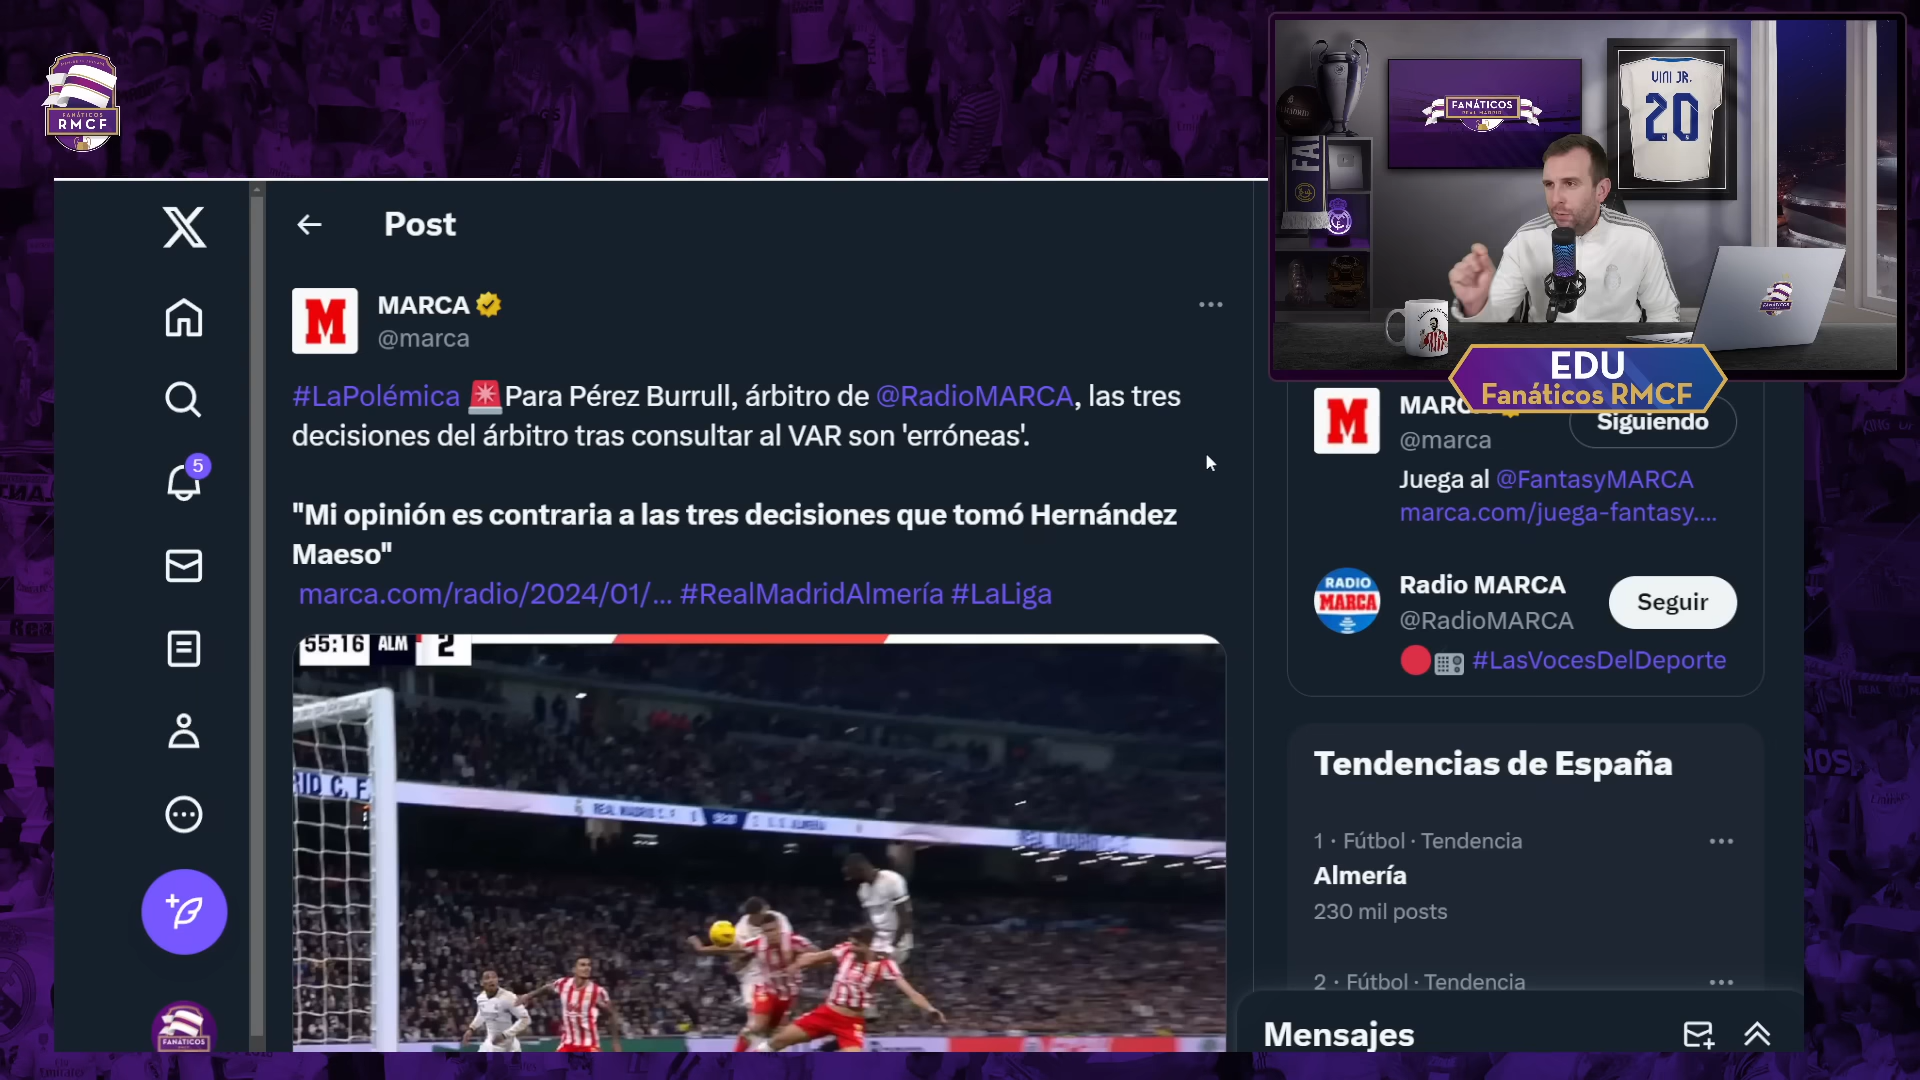 FANÁTICOS
RMCF
Post
MARCA
@marca
#LaPolémica 🚨Para Pérez Burrull, árbitro de @RadioMARCA, las tres
decisiones del árbitro tras consultar al VAR son 'erróneas'.
"Mi opinión es contraria a las tres decisiones que tomó Hernández
Maeso"
marca.com/radio/2024/01/... #RealMadridAlmería #LaLiga
5
55:16 ALM 2
FANÁTICOS
REAL MADRID
VINI JR.
20
EDU
Fanáticos RMCF
@marca
Siguiendo
Juega al @FantasyMARCA
marca.com/juega-fantasy....
RADIO
MARCA
Radio MARCA
@RadioMARCA
Seguir
#LasVocesDelDeporte
Tendencias de España
1 · Fútbol · Tendencia
Almería
230 mil posts
2 · Fútbol · Tendencia
Mensajes
FANÁTICOS